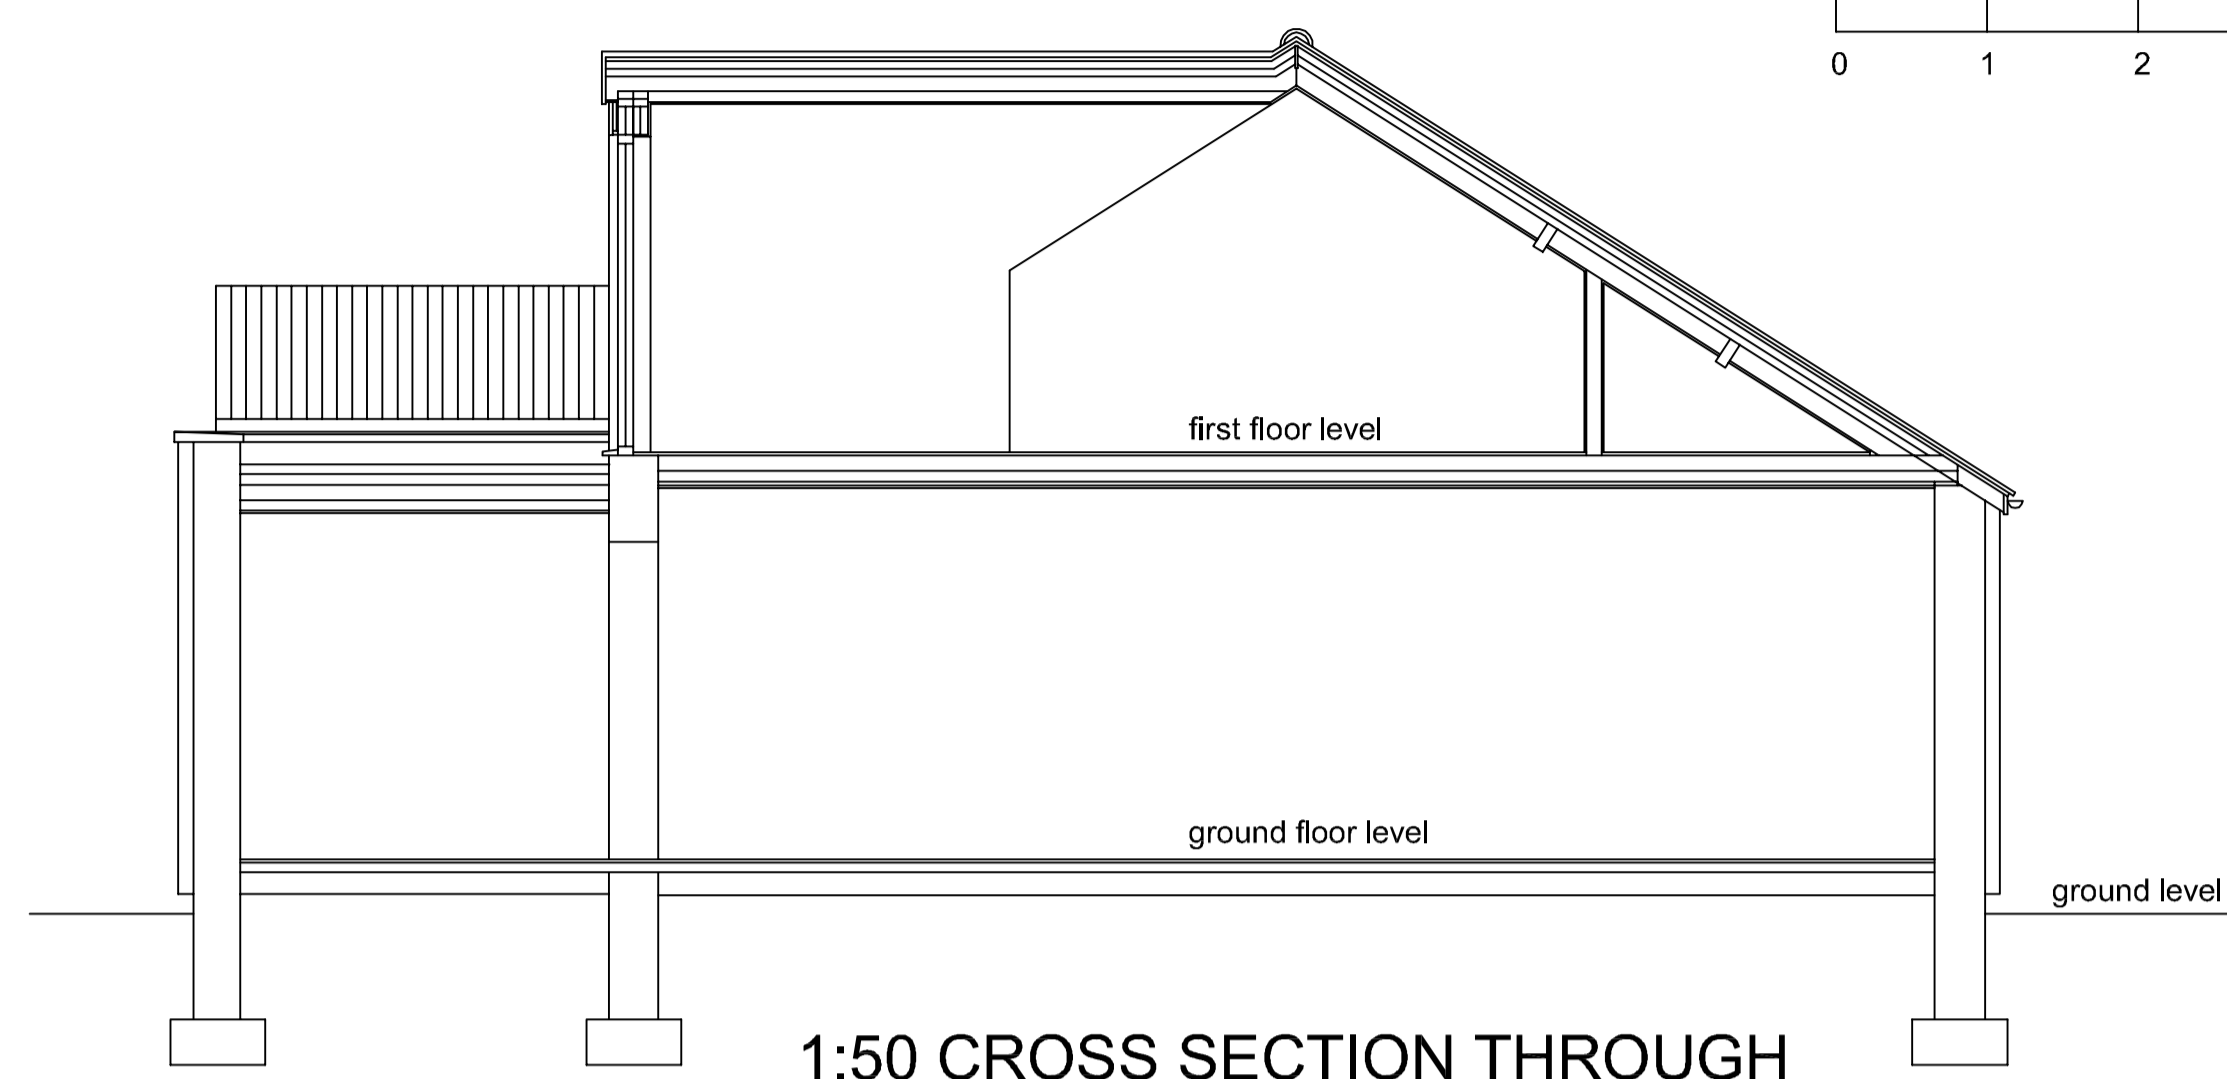 0 1 2
first floor level
ground floor level
ground level
1:50 CROSS SECTION THROUGH